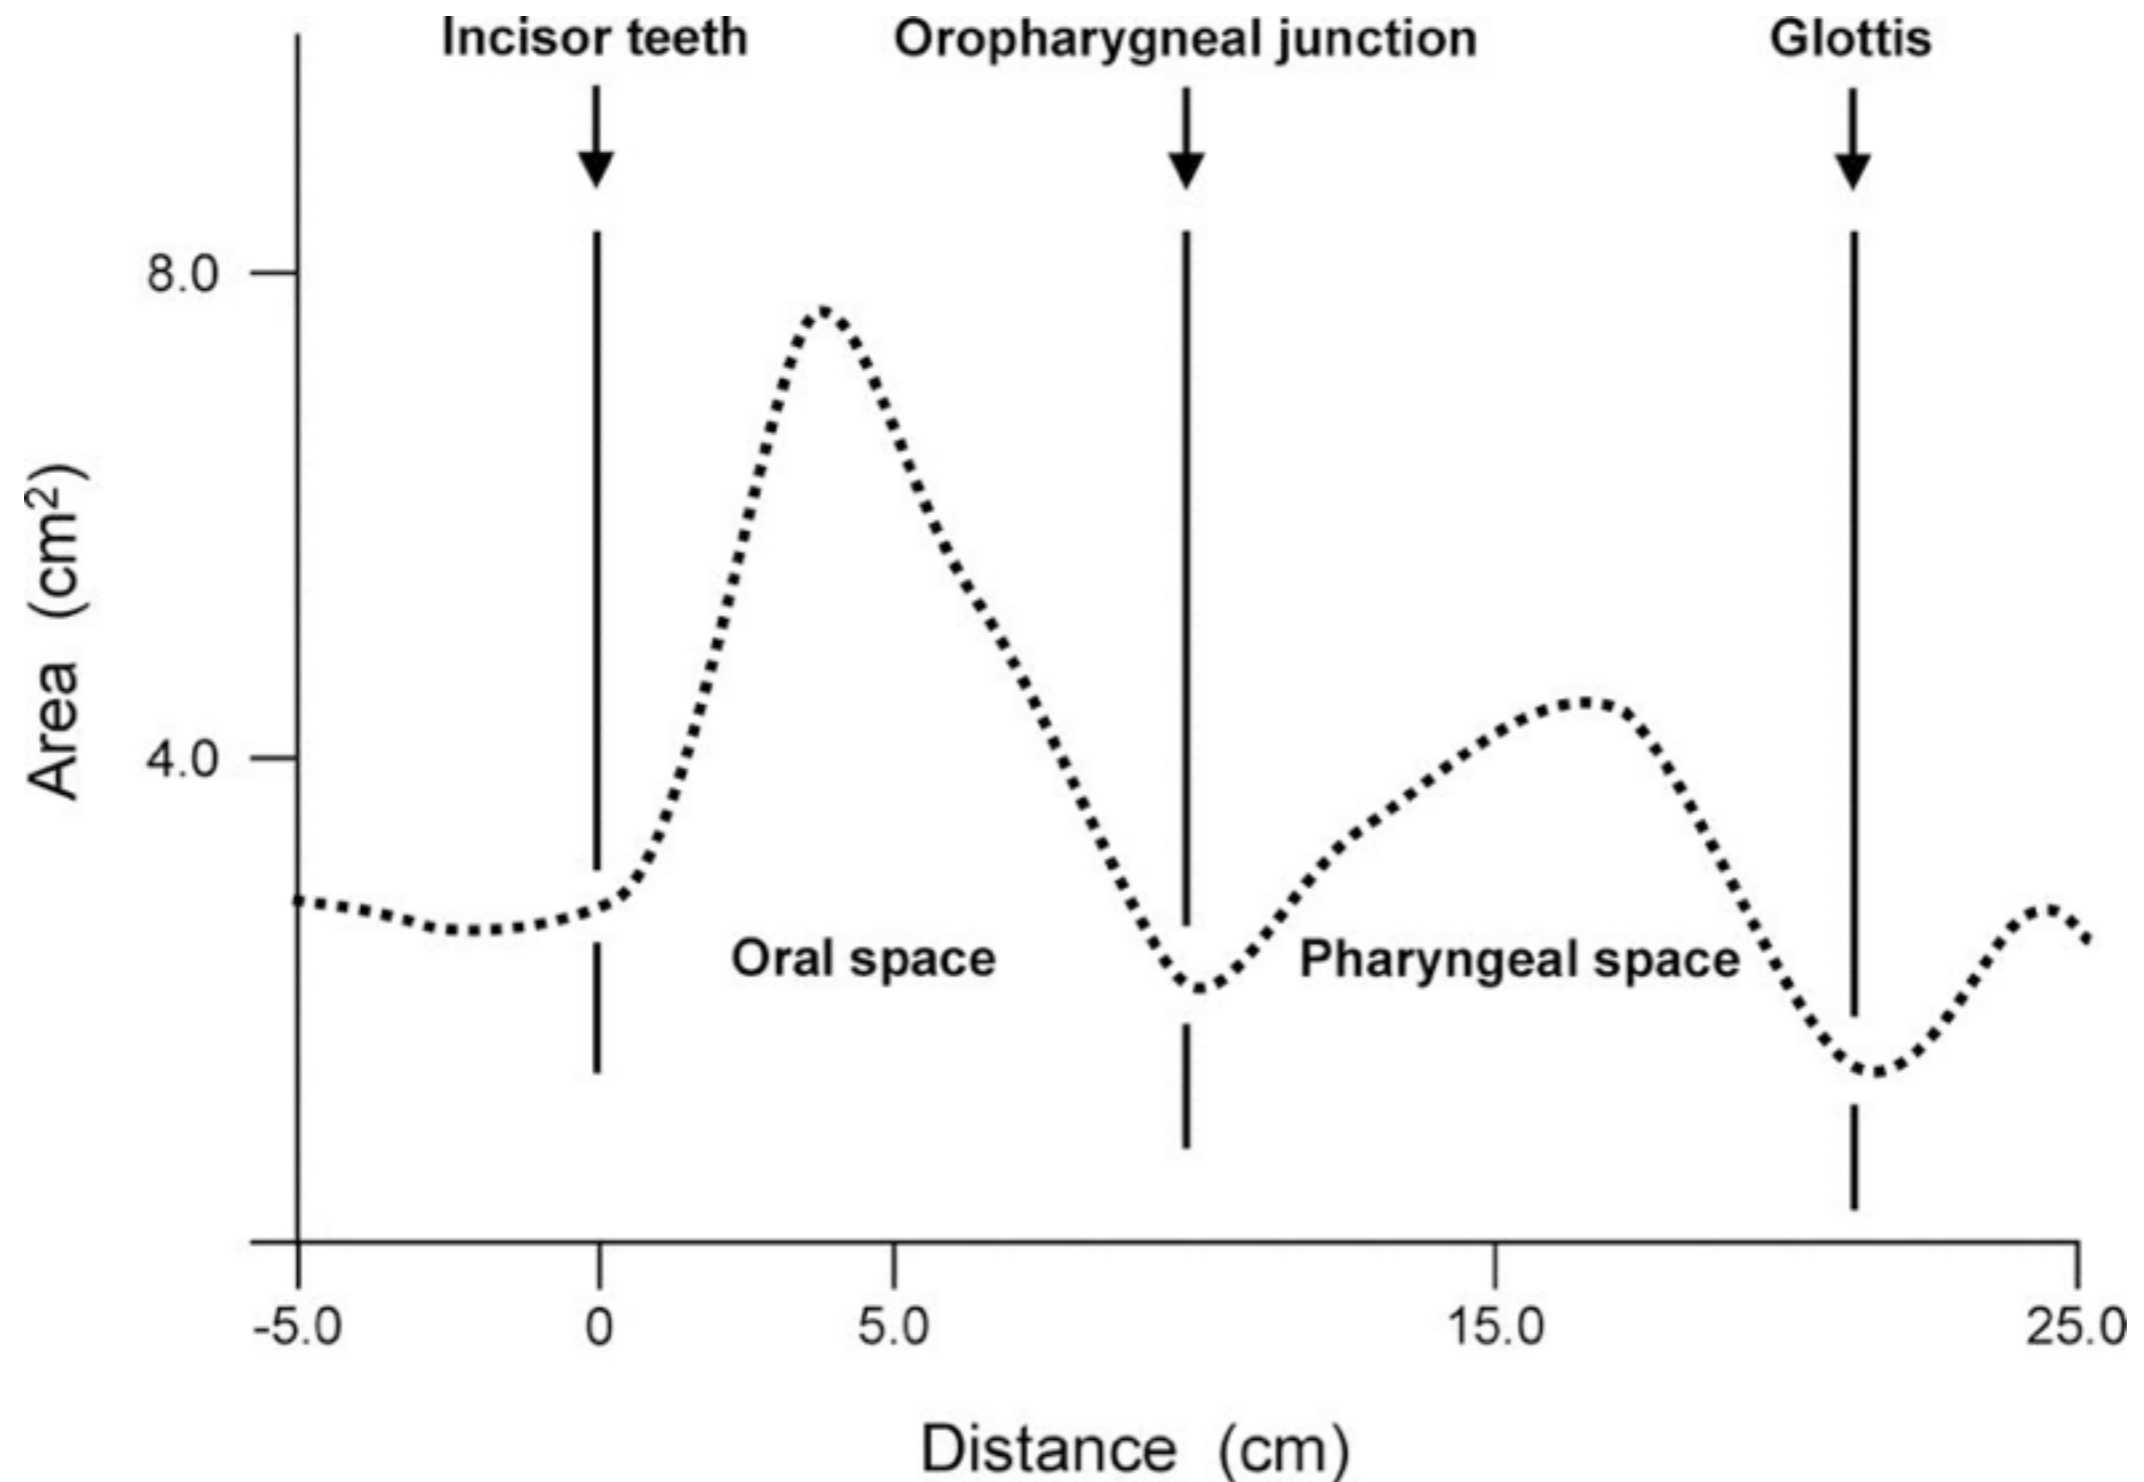 Incisor teeth
Oropharygneal junction
Glottis
8.0
4.0
Area (cm²)
Oral space
Pharyngeal space
-5.0
0
5.0
15.0
25.0
Distance (cm)